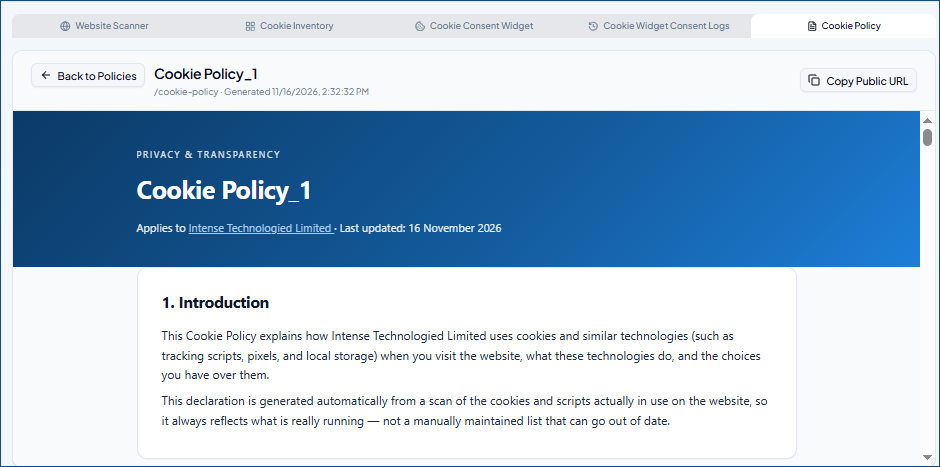 Website Scanner
Cookie Inventory
Cookie Consent Widget
Cookie Widget Consent Logs
Cookie Policy
Back to Policies
Cookie Policy_1
/cookie-policy · Generated 11/16/2026, 2:32:32 PM
Copy Public URL
PRIVACY & TRANSPARENCY
Cookie Policy_1
Applies to Intense Technologied Limited · Last updated: 16 November 2026
1. Introduction
This Cookie Policy explains how Intense Technologied Limited uses cookies and similar technologies (such as
tracking scripts, pixels, and local storage) when you visit the website, what these technologies do, and the choices
you have over them.
This declaration is generated automatically from a scan of the cookies and scripts actually in use on the website, so
it always reflects what is really running — not a manually maintained list that can go out of date.